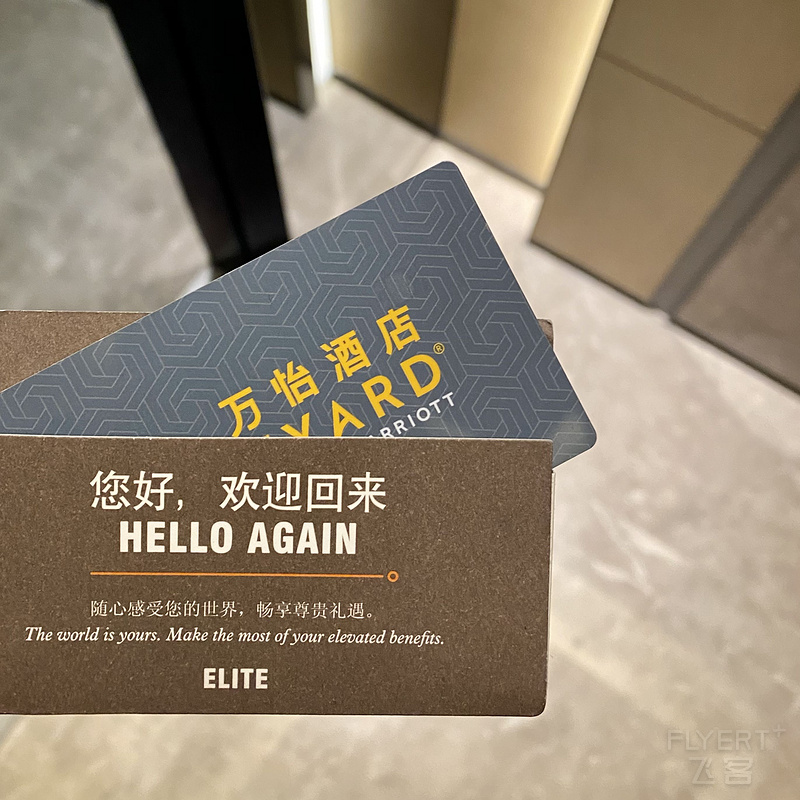 万怡酒店
YARD®
ARRIOTT
您好，欢迎回来
HELLO AGAIN
随心感受您的世界，畅享尊贵礼遇。
The world is yours. Make the most of your elevated benefits.
ELITE
FLYERT+
飞客